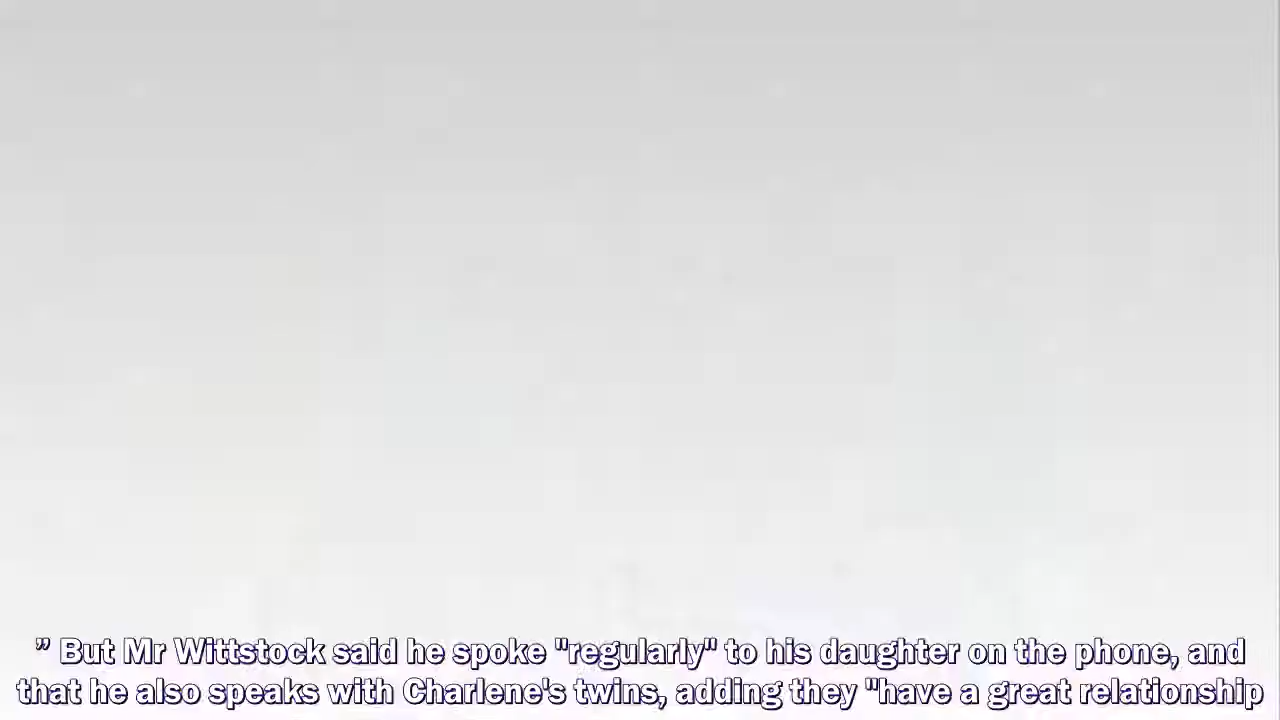 ” But Mr Wittstock said he spoke "regularly" to his daughter on the phone, and
that he also speaks with Charlene's twins, adding they "have a great relationship